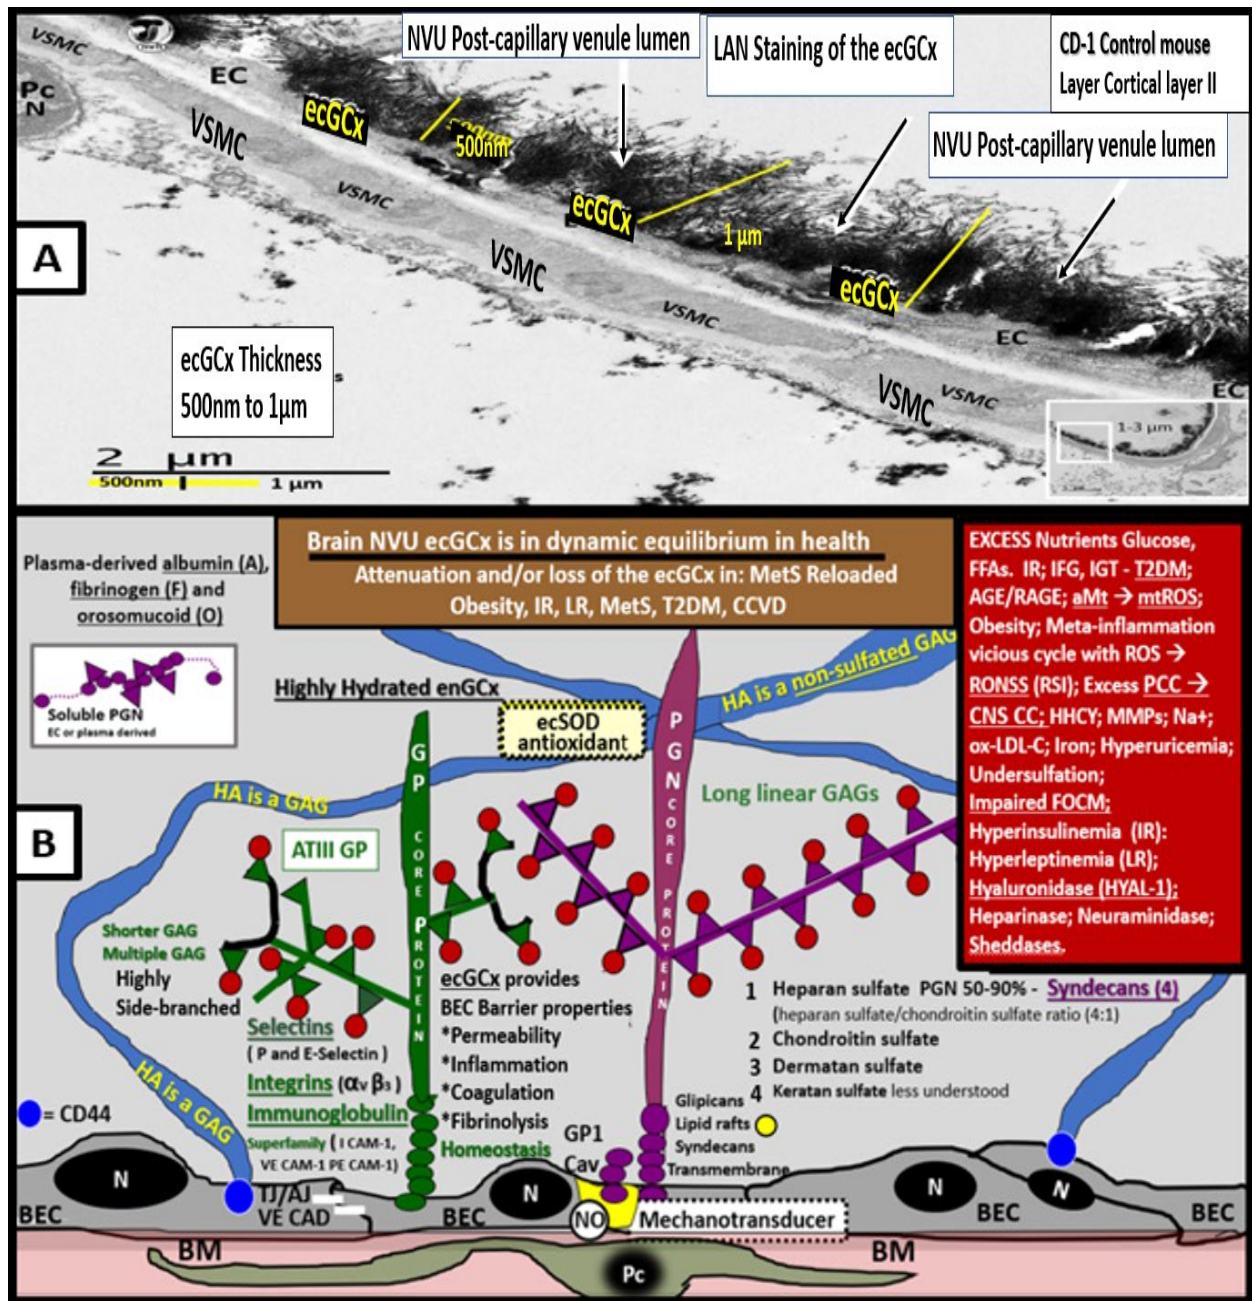 VSMC
Pc
N
EC
NVU Post-capillary venule lumen
LAN Staining of the ecGCx
CD-1 Control mouse
Layer Cortical layer II
NVU Post-capillary venule lumen
ecGCx
500nm
VSMC
VSMC
ecGCx
1 µm
VSMC
ecGCx
VSMC
EC
VSMC
VSMC
EC
A
ecGCx Thickness
500nm to 1µm
s
2 µm
500nm
1 µm
1-3 µm
Plasma-derived albumin (A),
fibrinogen (F) and
orosomucoid (O)
Soluble PGN
EC or plasma derived
Brain NVU ecGCx is in dynamic equilibrium in health
Attenuation and/or loss of the ecGCx in: MetS Reloaded
Obesity, IR, LR, MetS, T2DM, CCVD
EXCESS Nutrients Glucose,
FFAs. IR; IFG, IGT - T2DM;
AGE/RAGE; aMt → mtROS;
Obesity; Meta-inflammation
vicious cycle with ROS →
RONSS (RSI); Excess PCC →
CNS CC; HHCY; MMPs; Na+;
ox-LDL-C; Iron; Hyperuricemia;
Undersulfation;
Impaired FOCM;
Hyperinsulinemia (IR):
Hyperleptinemia (LR);
Hyaluronidase (HYAL-1);
Heparinase; Neuraminidase;
Sheddases.
Highly Hydrated enGCx
ecSOD
antioxidant
HA is a non-sulfated GAG
HA is a GAG
GP CORE PROTEIN
PGN CORE PROTEIN
Long linear GAGs
B
ATIII GP
Shorter GAG
Multiple GAG
Highly
Side-branched
Selectins
( P and E-Selectin )
Integrins (αv β3 )
Immunoglobulin
Superfamily ( I CAM-1,
VE CAM-1 PE CAM-1)
ecGCx provides
BEC Barrier properties
*Permeability
*Inflammation
*Coagulation
*Fibrinolysis
Homeostasis
1 Heparan sulfate PGN 50-90% - Syndecans (4)
(heparan sulfate/chondroitin sulfate ratio (4:1)
2 Chondroitin sulfate
3 Dermatan sulfate
4 Keratan sulfate less understood
HA is a GAG
= CD44
Glipicans
Lipid rafts
Syndecans
Transmembrane
GP1
Cav
N
TJ/AJ
VE CAD
BEC
BEC
N
NO
Mechanotransducer
N
BEC
N
BEC
BM
BM
Pc